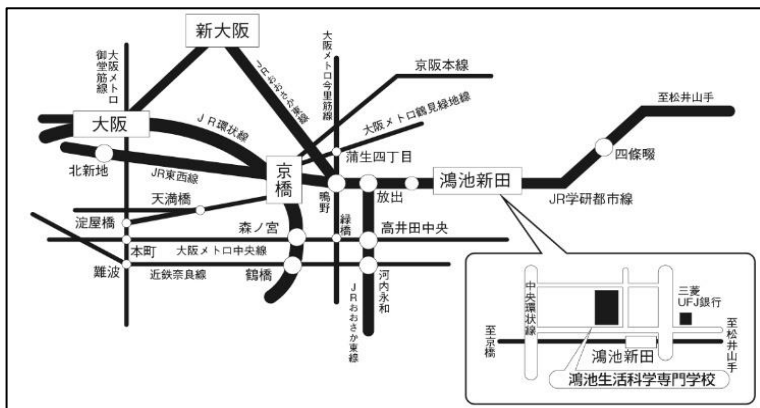 新大阪
大阪メトロ
御堂筋線
大阪メトロ今里筋線
京阪本線
JRおおさか東線
大阪メトロ鶴見緑地線
至松井山手
大阪
JR環状線
蒲生四丁目
四條畷
北新地
JR東西線
京橋
鴫野
放出
鴻池新田
JR学研都市線
天満橋
淀屋橋
森ノ宮
緑橋
高井田中央
本町
大阪メトロ中央線
難波
近鉄奈良線
鶴橋
河内永和
JRおおさか東線
中央環状線
三菱
UFJ銀行
至京橋
鴻池新田
至松井山手
鴻池生活科学専門学校